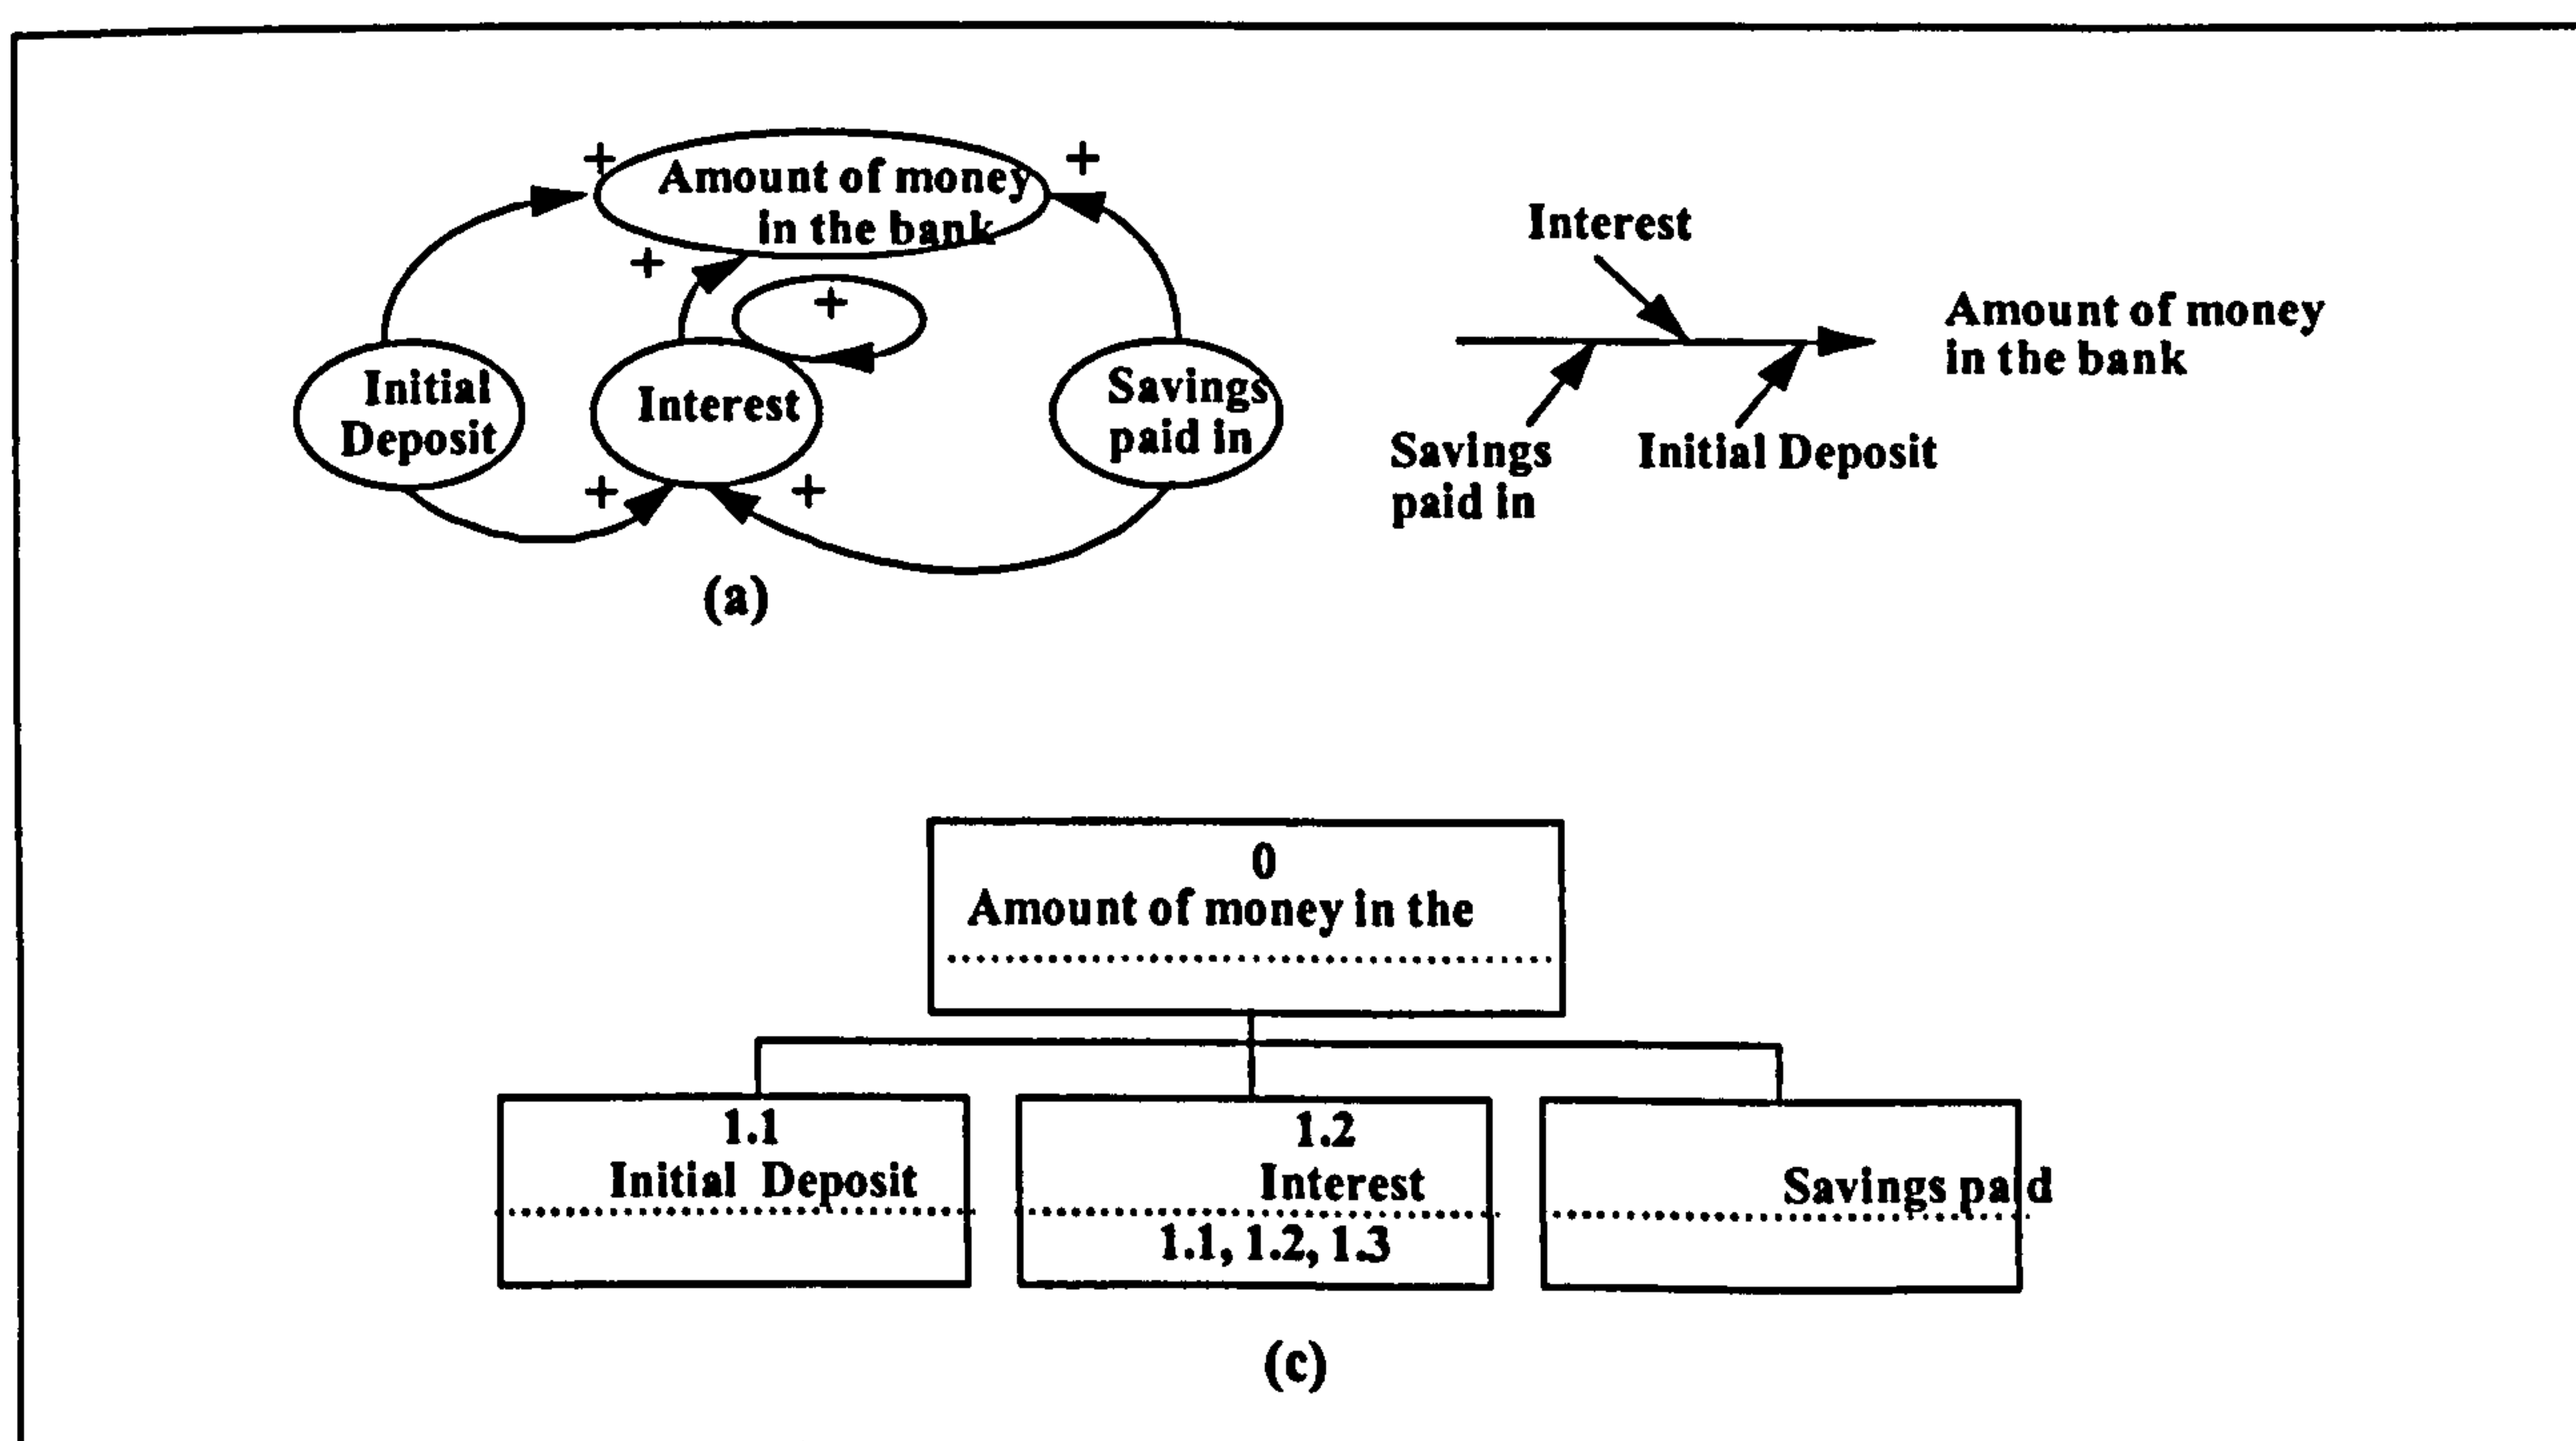 +
Amount of money
in the bank
+
+
+
Initial
Deposit
Interest
Savings
paid in
+
+
(a)
Interest
Amount of money
in the bank
Savings
paid in
Initial Deposit
0
Amount of money in the
1.1
Initial Deposit
1.2
Interest
1.1, 1.2, 1.3
Savings paid
(c)